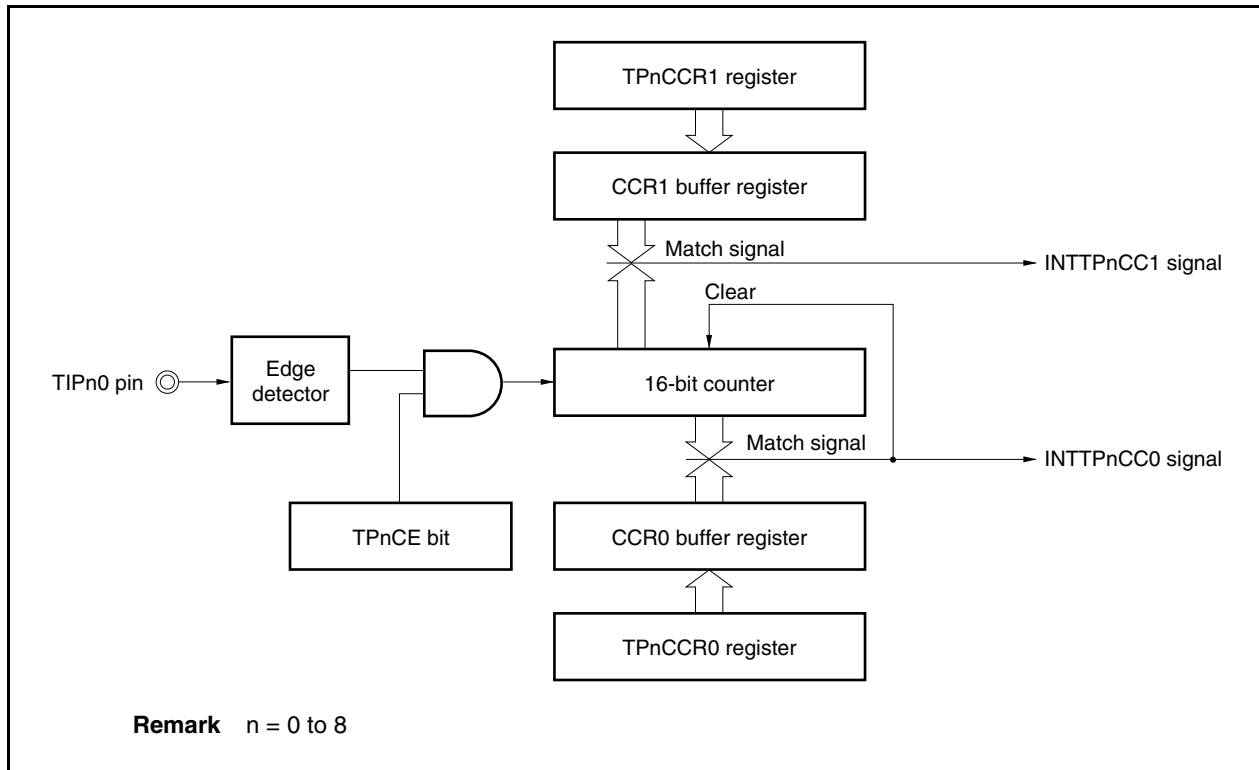 TPnCCR1 register
CCR1 buffer register
Match signal
INTTPnCC1 signal
Clear
TIPn0 pin
Edge
detector
16-bit counter
Match signal
INTTPnCC0 signal
TPnCE bit
CCR0 buffer register
TPnCCR0 register
Remark n = 0 to 8